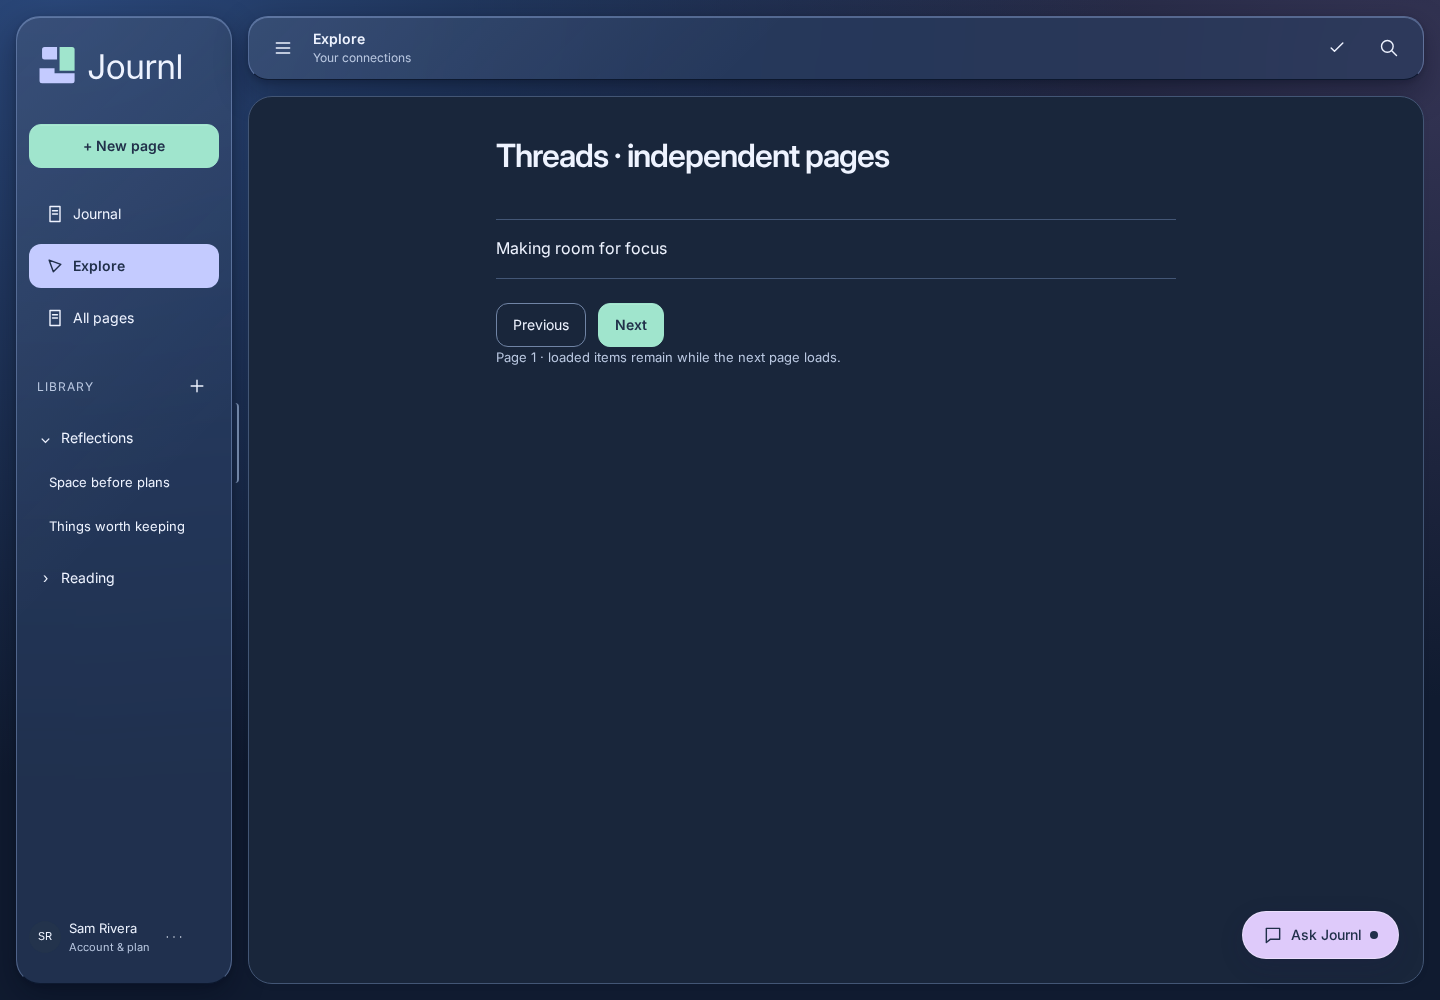 Journl
+ New page
Journal
Explore
All pages
LIBRARY
Reflections
Space before plans
Things worth keeping
Reading
SR
Sam Rivera
Account & plan
...
Explore
Your connections
Threads · independent pages
Making room for focus
Previous
Next
Page 1 · loaded items remain while the next page loads.
Ask Journl